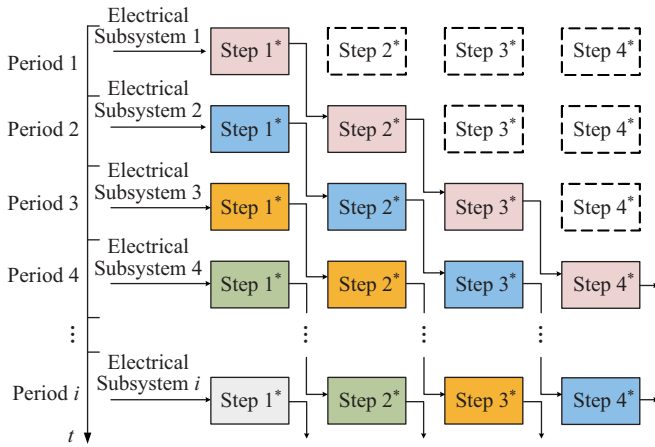 Electrical
Subsystem 1
Period 1
Step 1* Step 2* Step 3* Step 4*
Electrical
Subsystem 2
Period 2
Step 1* Step 2* Step 3* Step 4*
Electrical
Subsystem 3
Period 3
Step 1* Step 2* Step 3* Step 4*
Electrical
Subsystem 4
Period 4
Step 1* Step 2* Step 3* Step 4*
⋮ ⋮ ⋮ ⋮
Electrical
Subsystem i
Period i
Step 1* Step 2* Step 3* Step 4*
t